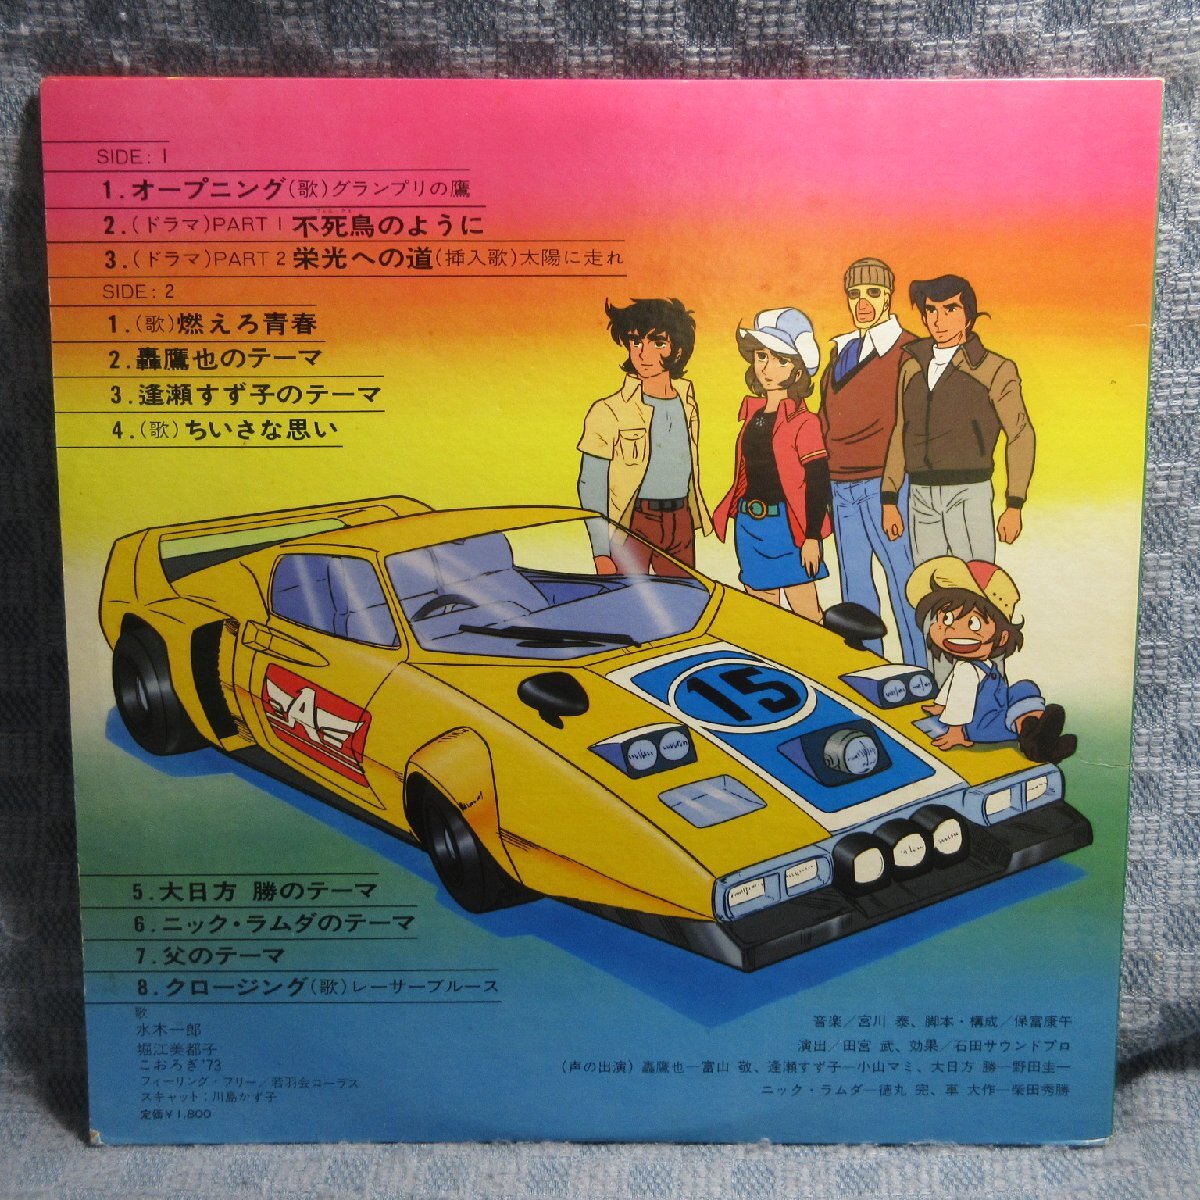 SIDE: 1
1. オープニング(歌)グランプリの鷹
2. (ドラマ)PART 1 不死鳥のように
3. (ドラマ)PART 2 栄光への道(挿入歌)太陽に走れ
SIDE: 2
1. (歌)燃えろ青春
2. 轟鷹也のテーマ
3. 逢瀬すず子のテーマ
4. (歌)ちいさな思い
15
A
5. 大日方 勝のテーマ
6. ニック・ラムダのテーマ
7. 父のテーマ
8. クロージング(歌)レーサーブルース
歌
水木一郎
堀江美都子
こおろぎ'73
フィーリング・フリー/若羽会コーラス
スキャット:川島かず子
定価¥1,800
音楽/宮川 泰、脚本・構成/保富康午
演出/田宮 武、効果/石田サウンドプロ
(声の出演)轟鷹也—富山 敬、逢瀬すず子—小山マミ、大日方 勝—野田圭一
ニック・ラムダ—徳丸 完、車 大作—柴田秀勝